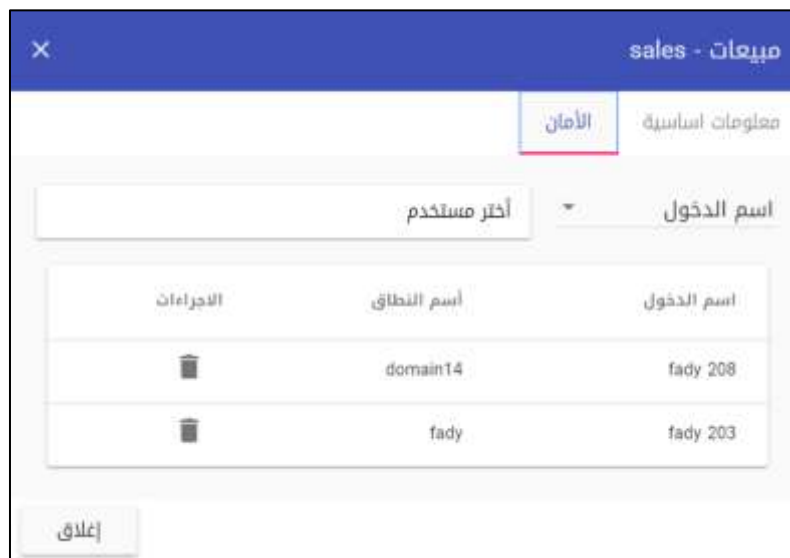 مبيعات - sales
معلومات اساسية الأمان
اسم الدخول أختر مستخدم
اسم الدخول أسم النطاق الاجراءات
fady 208 domain14
fady 203 fady
إغلاق